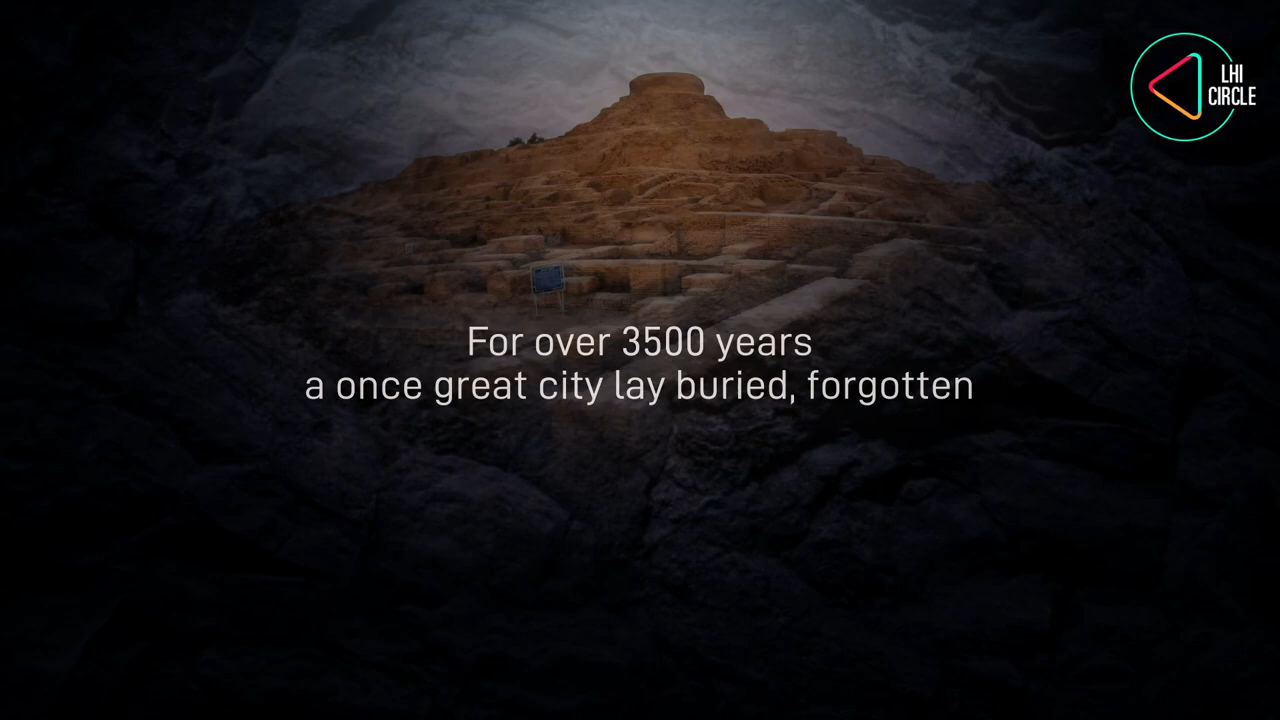 LHI
CIRCLE
For over 3500 years
a once great city lay buried, forgotten